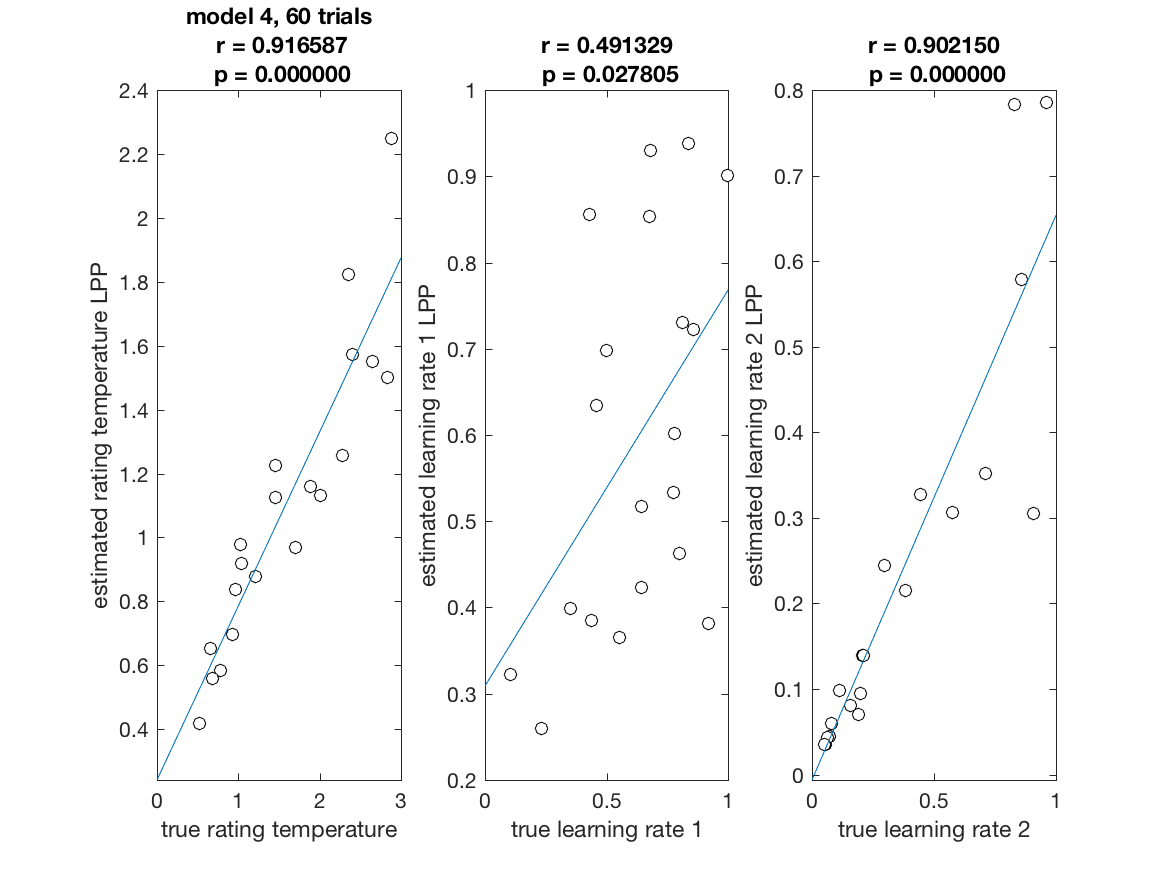 model 4, 60 trials
r = 0.916587
p = 0.000000
r = 0.491329
p = 0.027805
r = 0.902150
p = 0.000000
estimated rating temperature LPP
2.4
2.2
2
1.8
1.6
1.4
1.2
1
0.8
0.6
0.4
0 1 2 3
true rating temperature
estimated learning rate 1 LPP
1
0.9
0.8
0.7
0.6
0.5
0.4
0.3
0.2
0 0.5 1
true learning rate 1
estimated learning rate 2 LPP
0.8
0.7
0.6
0.5
0.4
0.3
0.2
0.1
0
0 0.5 1
true learning rate 2